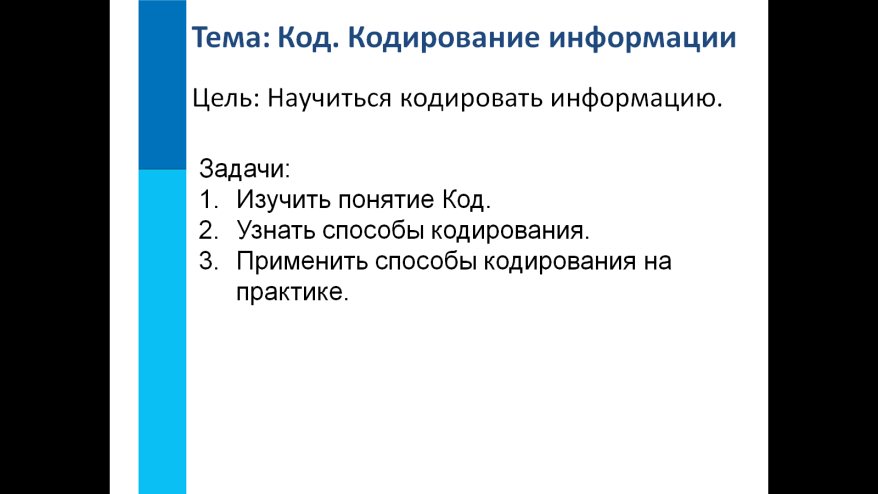 Тема: Код. Кодирование информации
Цель: Научиться кодировать информацию.
Задачи:
1. Изучить понятие Код.
2. Узнать способы кодирования.
3. Применить способы кодирования на
практике.